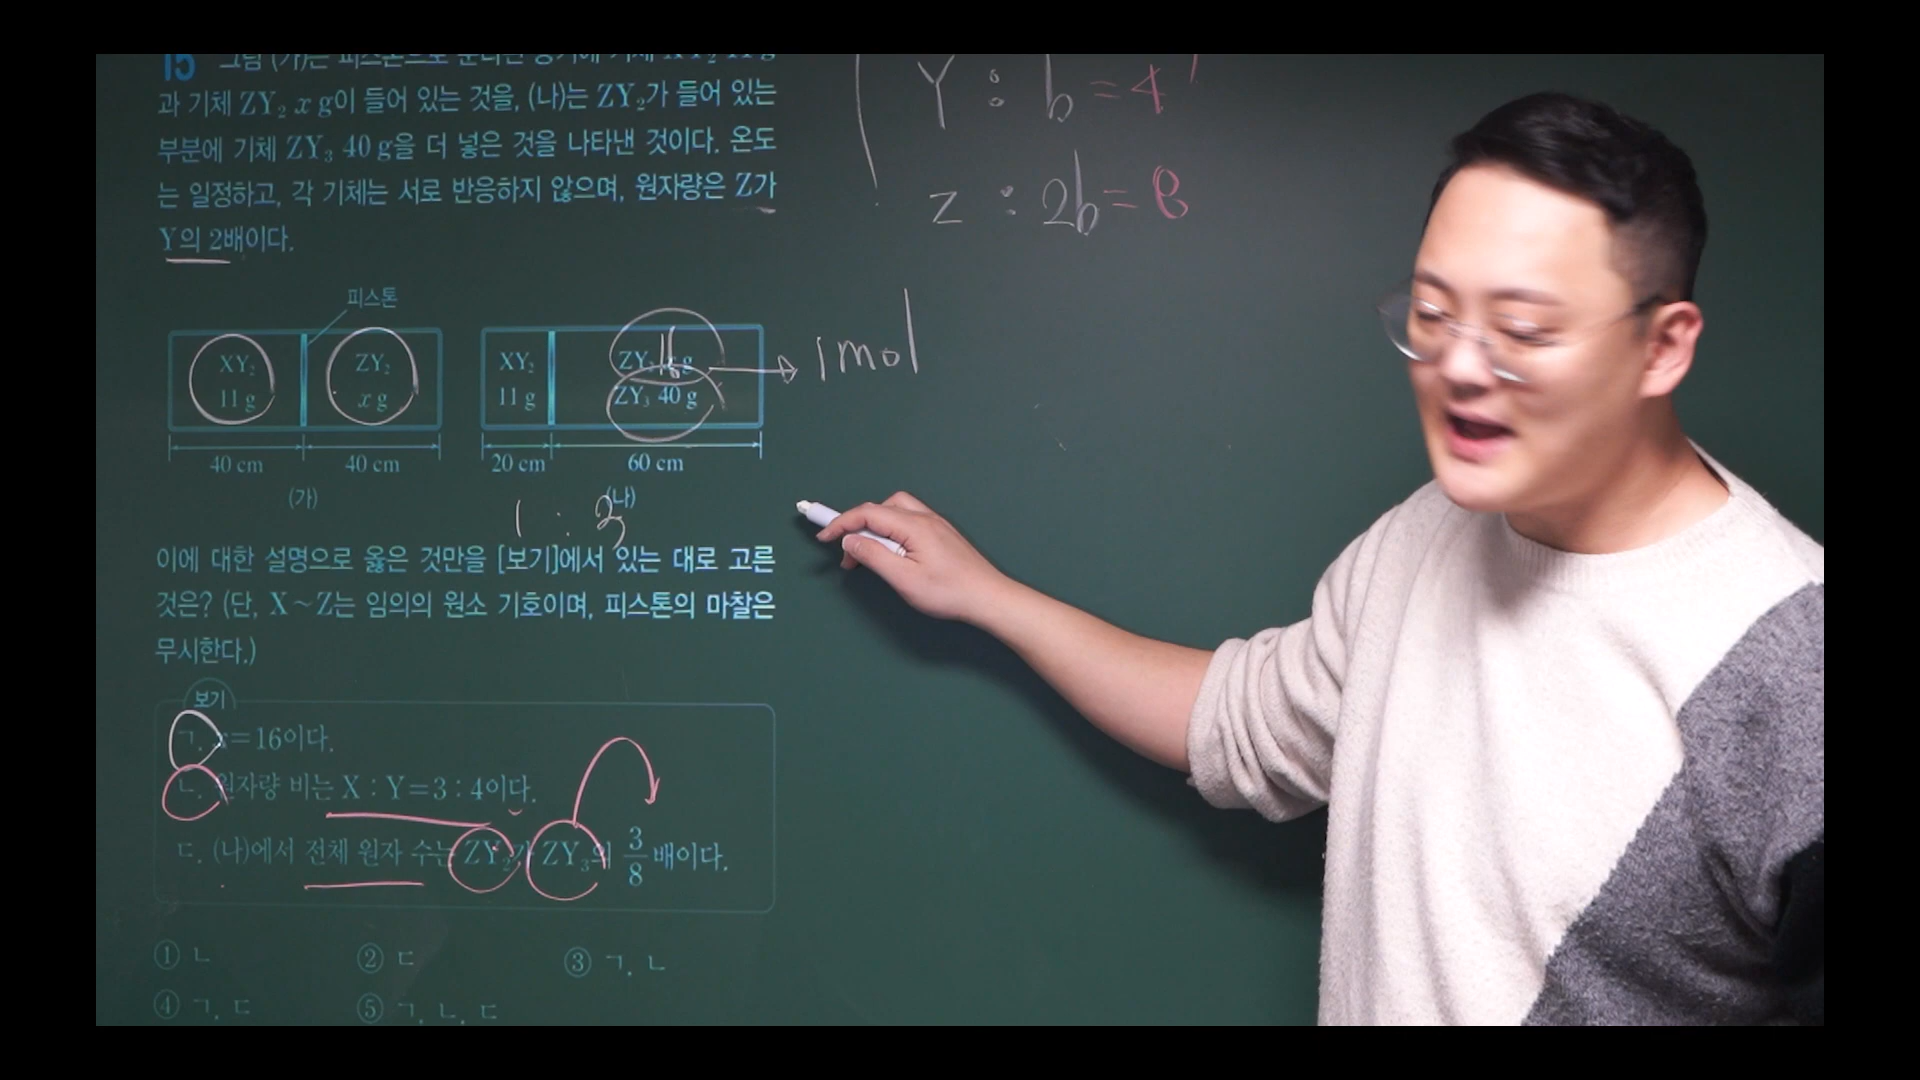 15 그림 (가)는 피스톤으로 분리된 용기에 기체 XY₂ 11 g
과 기체 ZY₂ x g이 들어 있는 것을, (나)는 ZY₂가 들어 있는
부분에 기체 ZY₃ 40 g을 더 넣은 것을 나타낸 것이다. 온도
는 일정하고, 각 기체는 서로 반응하지 않으며, 원자량은 Z가
Y의 2배이다.
Y : b = 4
Z : 2b = 8
피스톤
XY₂ ZY₂ XY₂ ZY₂ 16 g → 1mol
11 g x g 11 g ZY₃ 40 g
40 cm 40 cm 20 cm 60 cm
(가) (나)
1 : 3
이에 대한 설명으로 옳은 것만을 [보기]에서 있는 대로 고른
것은? (단, X~Z는 임의의 원소 기호이며, 피스톤의 마찰은
무시한다.)
보기
ㄱ. x=16이다.
ㄴ. 원자량 비는 X : Y=3 : 4이다.
ㄷ. (나)에서 전체 원자 수는 ZY₂가 ZY₃의 3/8배이다.
① ㄴ ② ㄷ ③ ㄱ, ㄴ
④ ㄱ, ㄷ ⑤ ㄱ, ㄴ, ㄷ